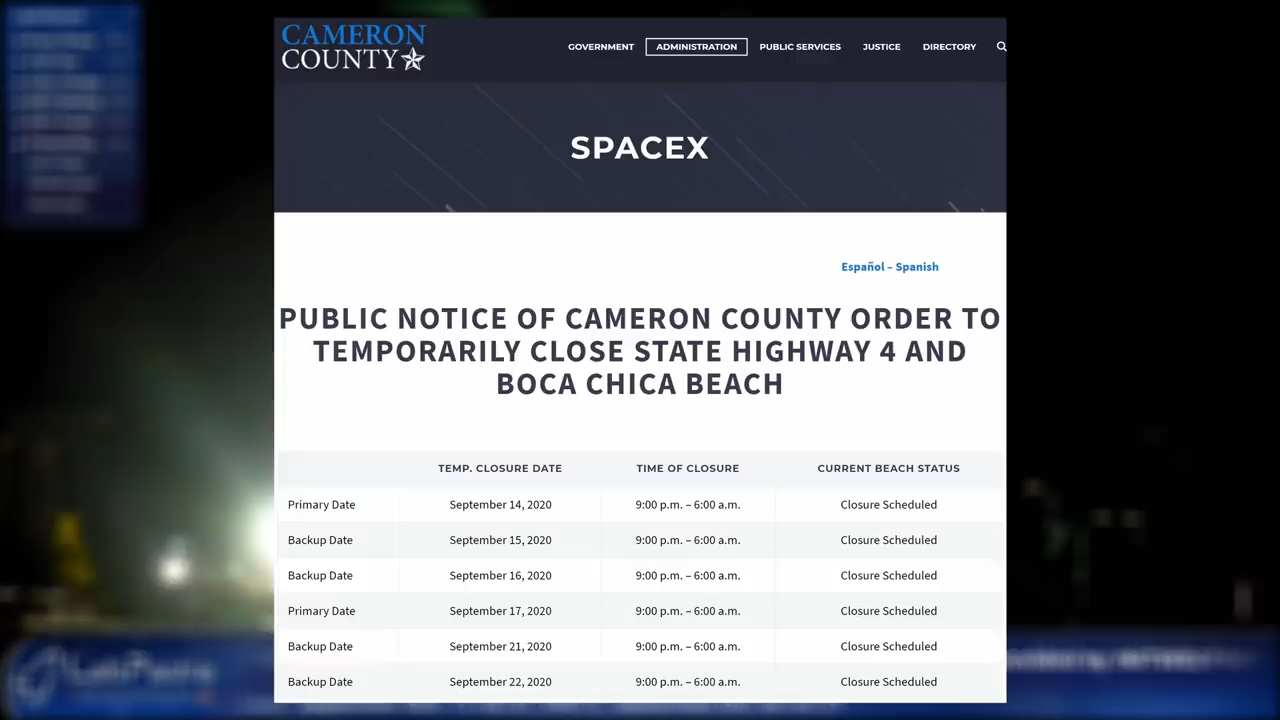 CAMERON
COUNTY
GOVERNMENT ADMINISTRATION PUBLIC SERVICES JUSTICE DIRECTORY
SPACEX
Español – Spanish
PUBLIC NOTICE OF CAMERON COUNTY ORDER TO
TEMPORARILY CLOSE STATE HIGHWAY 4 AND
BOCA CHICA BEACH
TEMP. CLOSURE DATE TIME OF CLOSURE CURRENT BEACH STATUS
Primary Date September 14, 2020 9:00 p.m. – 6:00 a.m. Closure Scheduled
Backup Date September 15, 2020 9:00 p.m. – 6:00 a.m. Closure Scheduled
Backup Date September 16, 2020 9:00 p.m. – 6:00 a.m. Closure Scheduled
Primary Date September 17, 2020 9:00 p.m. – 6:00 a.m. Closure Scheduled
Backup Date September 21, 2020 9:00 p.m. – 6:00 a.m. Closure Scheduled
Backup Date September 22, 2020 9:00 p.m. – 6:00 a.m. Closure Scheduled